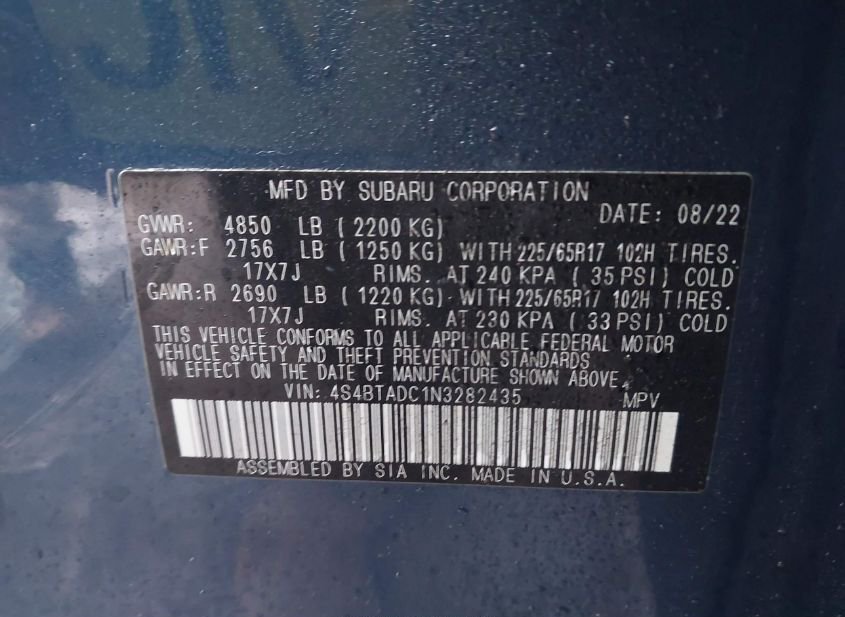 MFD BY SUBARU CORPORATION
DATE: 08/22
GVWR: 4850 LB ( 2200 KG)
GAWR:F 2756 LB ( 1250 KG) WITH 225/65R17 102H TIRES.
17X7J RIMS. AT 240 KPA ( 35 PSI) COLD
GAWR:R 2690 LB ( 1220 KG) WITH 225/65R17 102H TIRES.
17X7J RIMS. AT 230 KPA ( 33 PSI) COLD
THIS VEHICLE CONFORMS TO ALL APPLICABLE FEDERAL MOTOR
VEHICLE SAFETY AND THEFT PREVENTION STANDARDS
IN EFFECT ON THE DATE OF MANUFACTURE SHOWN ABOVE.
VIN: 4S4BTADC1N3282435 MPV
ASSEMBLED BY SIA INC. MADE IN U.S.A.